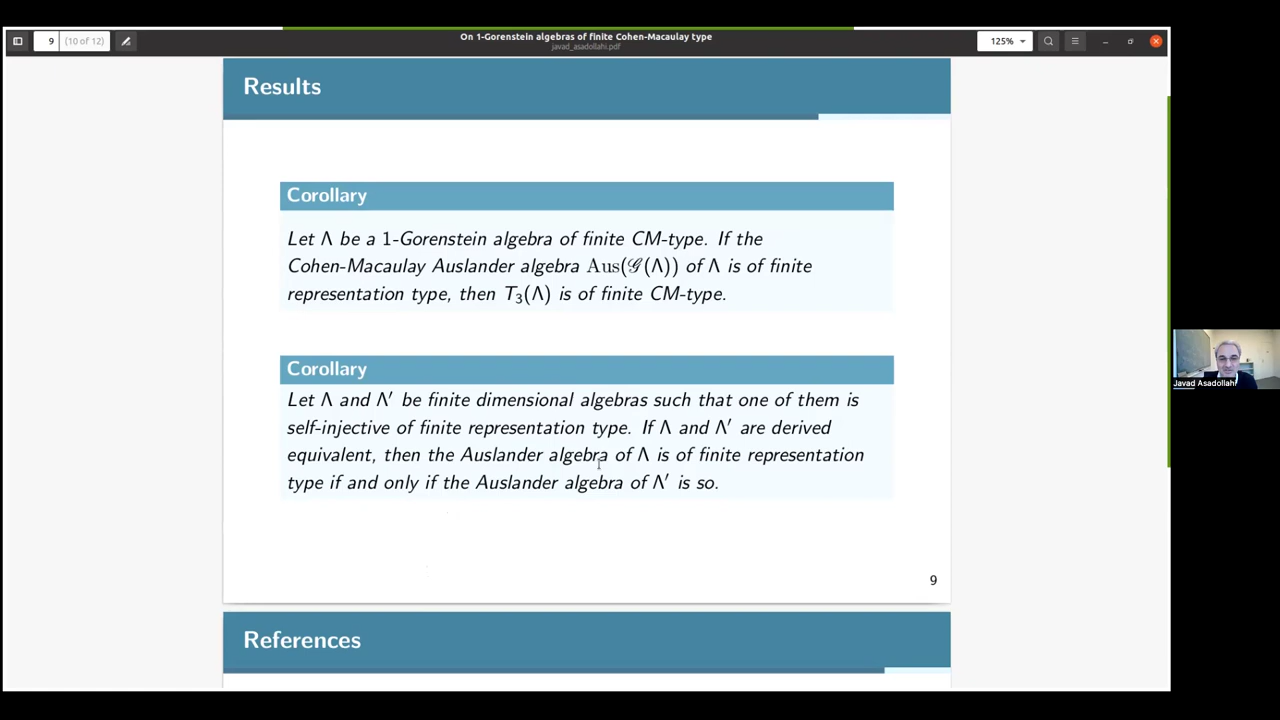 9 (10 of 12)
On 1-Gorenstein algebras of finite Cohen-Macaulay type
javad_asadollahi.pdf
125%
Results
Corollary
Let Λ be a 1-Gorenstein algebra of finite CM-type. If the
Cohen-Macaulay Auslander algebra Aus(𝒢(Λ)) of Λ is of finite
representation type, then T₃(Λ) is of finite CM-type.
Corollary
Let Λ and Λ′ be finite dimensional algebras such that one of them is
self-injective of finite representation type. If Λ and Λ′ are derived
equivalent, then the Auslander algebra of Λ is of finite representation
type if and only if the Auslander algebra of Λ′ is so.
9
References
Javad Asadollahi